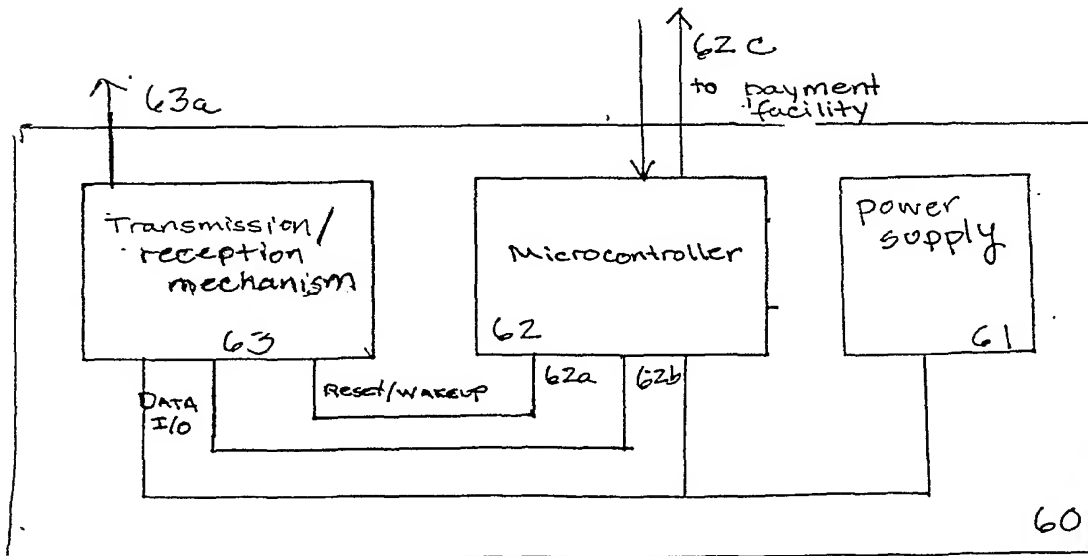 63a
62c
to payment
facility
Transmission/
reception
mechanism
63
Microcontroller
62
power
supply
61
DATA
I/O
Reset/WAKEUP
62a
62b
60